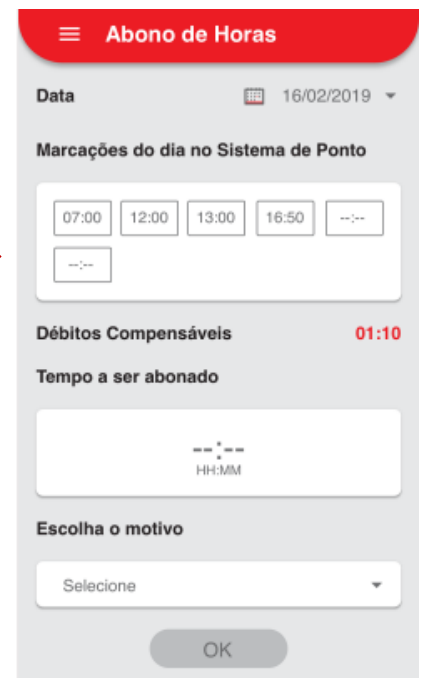 Abono de Horas
Data 16/02/2019
Marcações do dia no Sistema de Ponto
07:00 12:00 13:00 16:50 --:--
--:--
Débitos Compensáveis 01:10
Tempo a ser abonado
--:--
HH:MM
Escolha o motivo
Selecione
OK